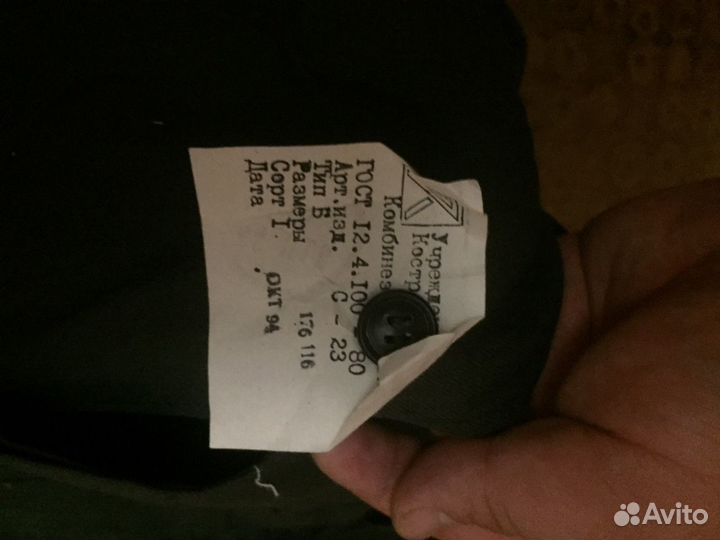 Учрежде
Костр
Комбинез
ГОСТ 12.4.100 80
Арт.изд. С - 23
Тип Б
Размеры 176 116
Сорт I
Дата ОКТ 94
Avito